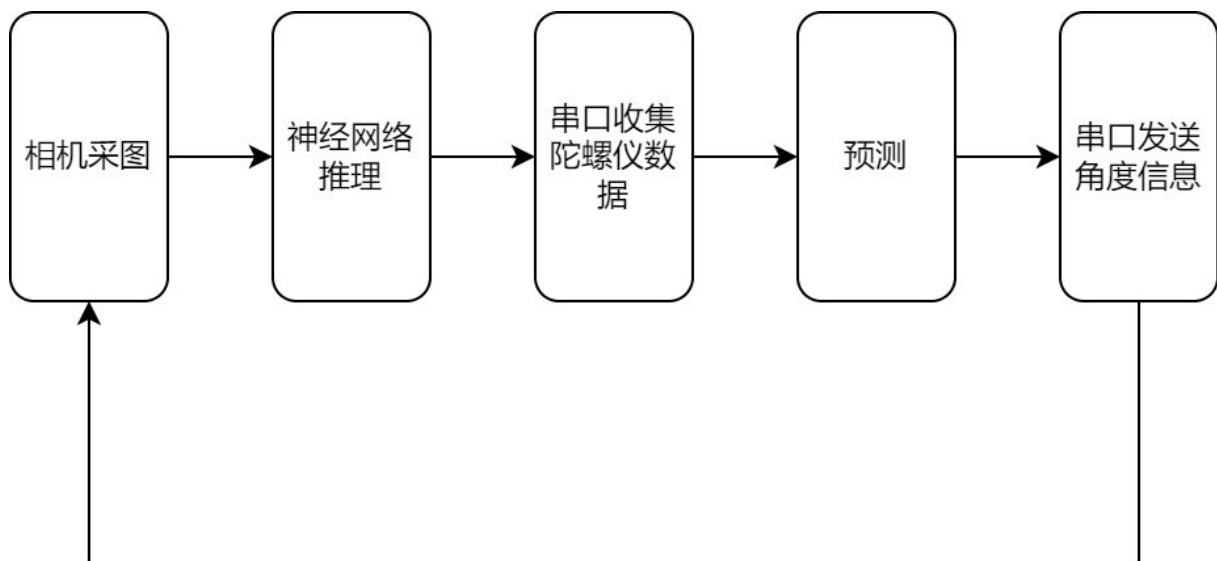 相机采图
神经网络
推理
串口收集
陀螺仪数
据
预测
串口发送
角度信息